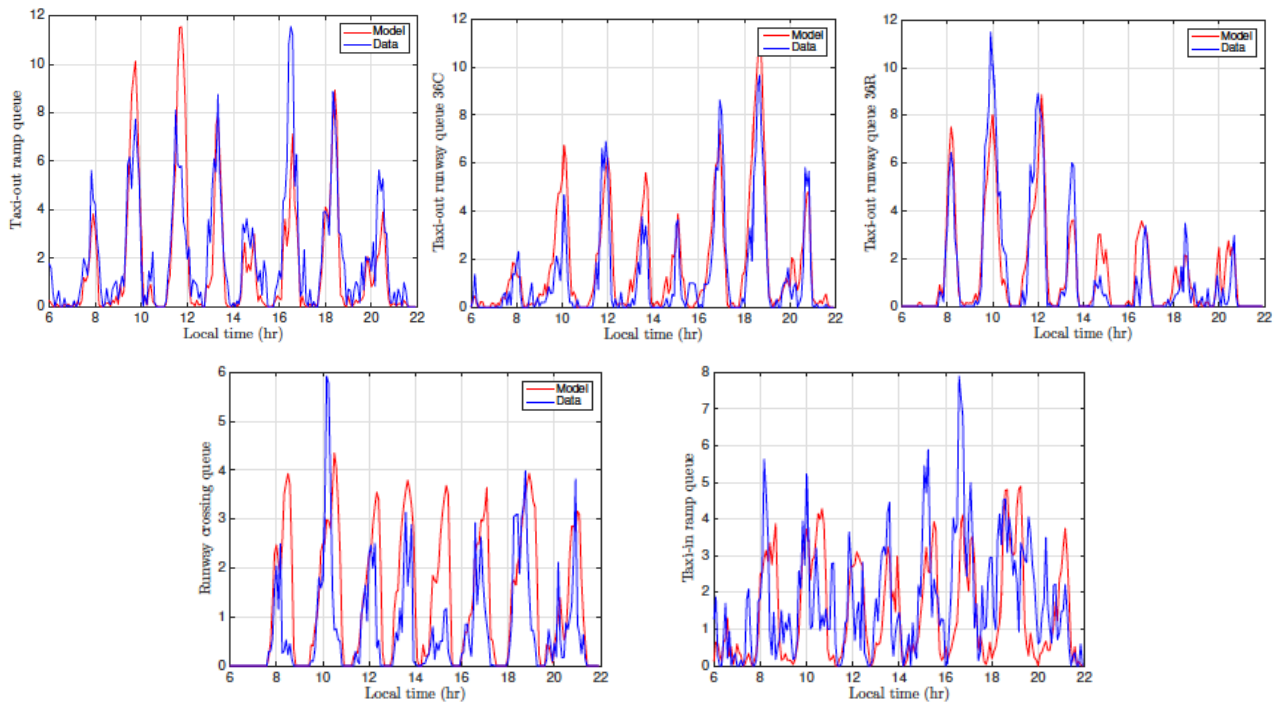 Taxi-out ramp queue
12
10
8
6
4
2
0
6 8 10 12 14 16 18 20 22
Local time (hr)
Model
Data
Taxi-out runway queue 36C
12
10
8
6
4
2
0
6 8 10 12 14 16 18 20 22
Local time (hr)
Model
Data
Taxi-out runway queue 36R
12
10
8
6
4
2
0
6 8 10 12 14 16 18 20 22
Local time (hr)
Model
Data
Runway crossing queue
6
5
4
3
2
1
0
6 8 10 12 14 16 18 20 22
Local time (hr)
Model
Data
Taxi-in ramp queue
8
7
6
5
4
3
2
1
0
6 8 10 12 14 16 18 20 22
Local time (hr)
Model
Data